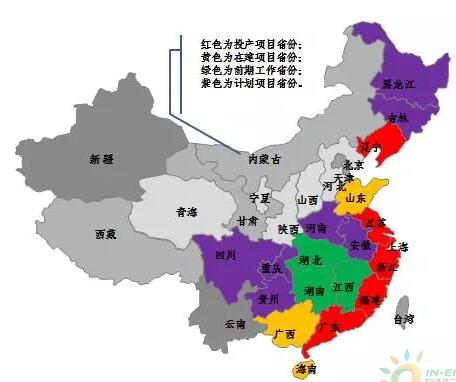 红色为投产项目省份；
黄色为在建项目省份；
绿色为前期工作省份；
紫色为计划项目省份。
黑龙江
吉林
辽宁
新疆
内蒙古
北京
天津
河北
山西
山东
宁夏
青海
甘肃
陕西
河南
江苏
西藏
安徽
上海
四川
重庆
湖北
浙江
湖南
江西
贵州
福建
云南
广西
广东
台湾
海南
IN-EN